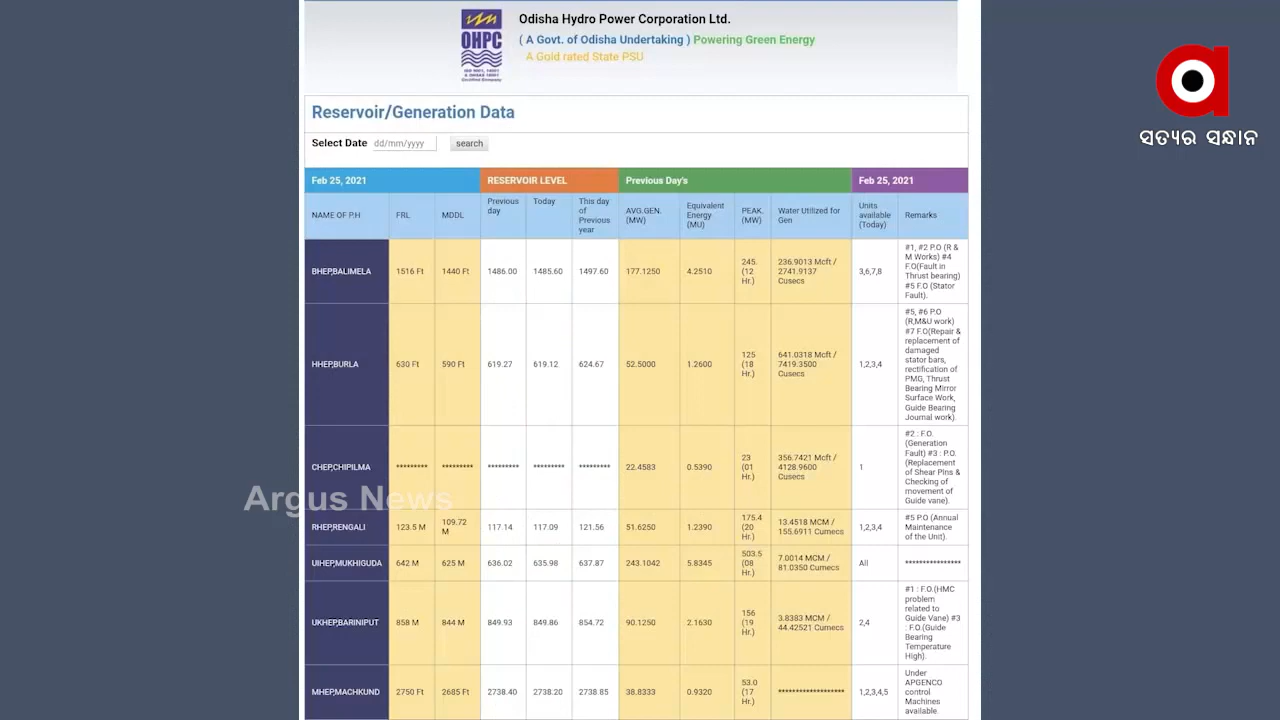 Odisha Hydro Power Corporation Ltd.
( A Govt. of Odisha Undertaking ) Powering Green Energy
A Gold rated State PSU
OHPC
ISO 9001, 14001
& OHSAS 18001
Certified Company
ସତ୍ୟର ସନ୍ଧାନ
Reservoir/Generation Data
Select Date dd/mm/yyyy search
Feb 25, 2021 RESERVOIR LEVEL Previous Day's Feb 25, 2021
NAME OF P.H FRL MDDL Previous day Today This day of Previous year AVG.GEN. (MW) Equivalent Energy (MU) PEAK. (MW) Water Utilized for Gen Units available (Today) Remarks
BHEP,BALIMELA 1516 Ft 1440 Ft 1486.00 1485.60 1497.60 177.1250 4.2510 245. (12 Hr.) 236.9013 Mcft / 2741.9137 Cusecs 3,6,7,8 #1, #2 P.O (R & M Works) #4 F.O(Fault in Thrust bearing) #5 F.O (Stator Fault).
HHEP,BURLA 630 Ft 590 Ft 619.27 619.12 624.67 52.5000 1.2600 125 (18 Hr.) 641.0318 Mcft / 7419.3500 Cusecs 1,2,3,4 #5, #6 P.O (R,M&U work) #7 F.O(Repair & replacement of damaged stator bars, rectification of PMG, Thrust Bearing Mirror Surface Work, Guide Bearing Journal work).
CHEP,CHIPILMA ********* ********* ********* ********* ********* 22.4583 0.5390 23 (01 Hr.) 356.7421 Mcft / 4128.9600 Cusecs 1 #2 : F.O. (Generation Fault) #3 : P.O. (Replacement of Shear Pins & Checking of movement of Guide vane).
Argus News
RHEP,RENGALI 123.5 M 109.72 M 117.14 117.09 121.56 51.6250 1.2390 175.4 (20 Hr.) 13.4518 MCM / 155.6911 Cumecs 1,2,3,4 #5 P.O (Annual Maintenance of the Unit).
UIHEP,MUKHIGUDA 642 M 625 M 636.02 635.98 637.87 243.1042 5.8345 503.5 (08 Hr.) 7.0014 MCM / 81.0350 Cumecs All ****************
UKHEP,BARINIPUT 858 M 844 M 849.93 849.86 854.72 90.1250 2.1630 156 (19 Hr.) 3.8383 MCM / 44.42521 Cumecs 2,4 #1 : F.O.(HMC problem related to Guide Vane) #3 : F.O.(Guide Bearing Temperature High).
MHEP,MACHKUND 2750 Ft 2685 Ft 2738.40 2738.20 2738.85 38.8333 0.9320 53.0 (17 Hr.) ******************* 1,2,3,4,5 Under APGENCO control Machines available.